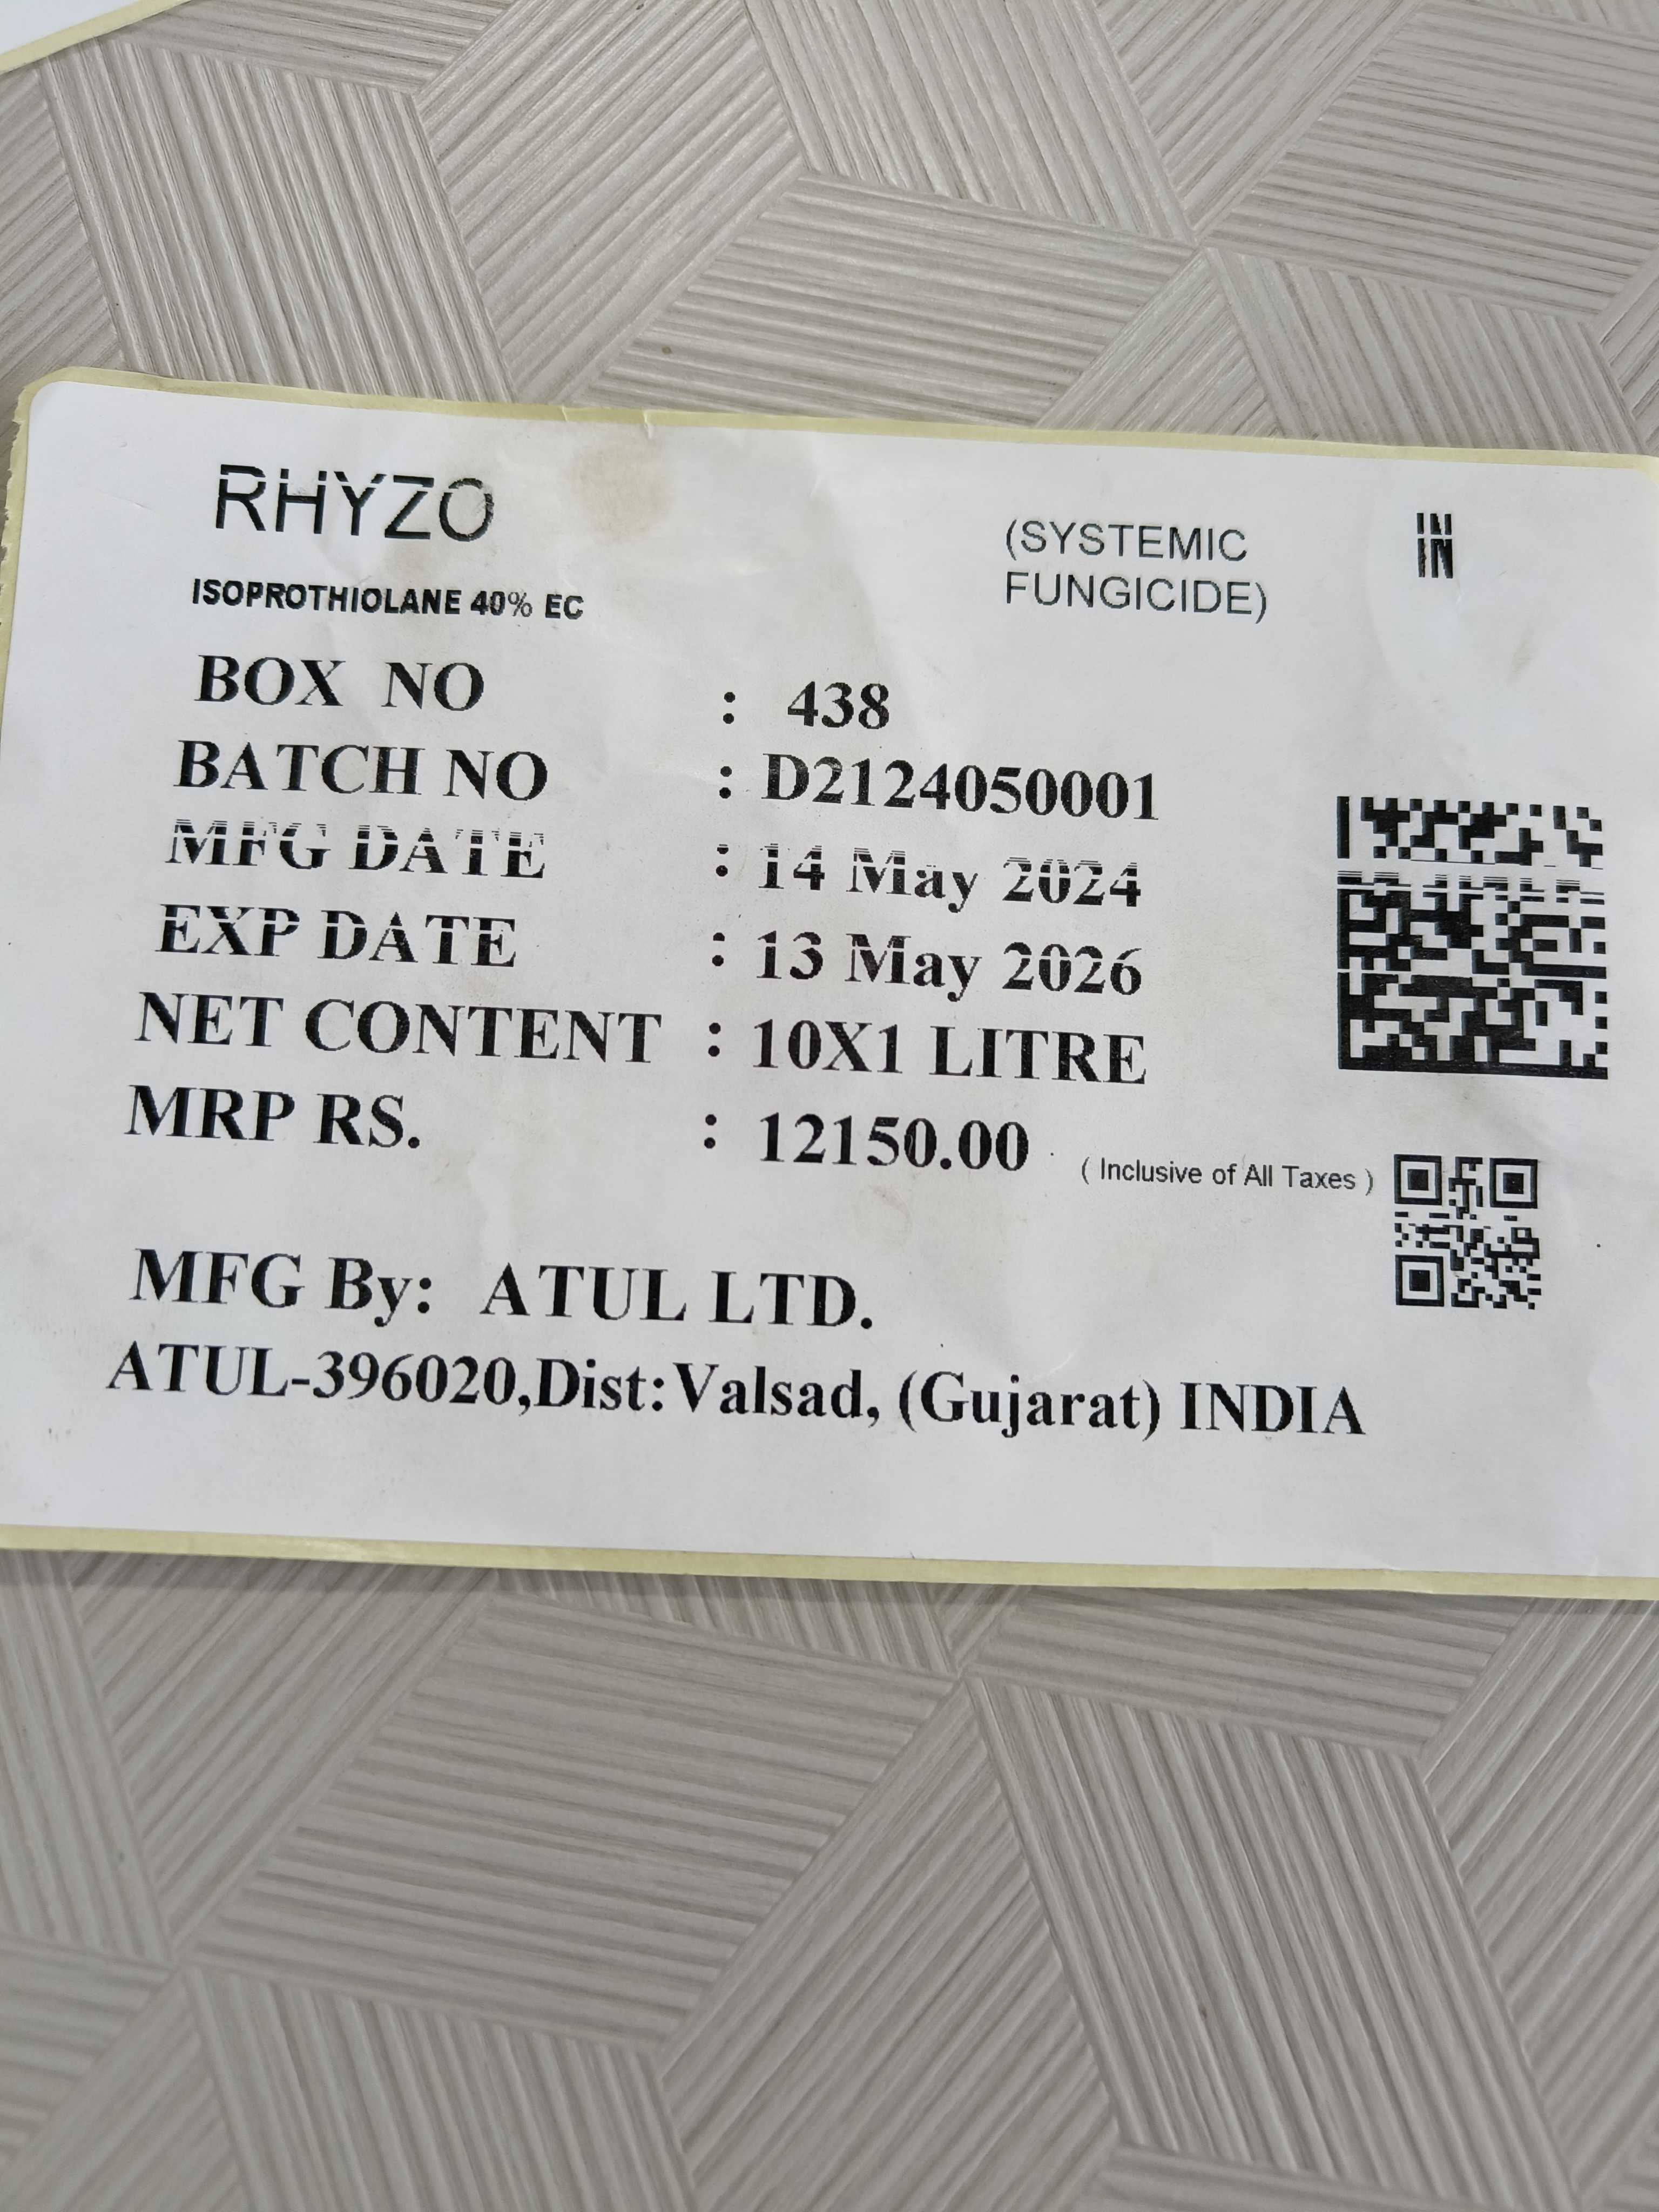 RHYZO
(SYSTEMIC
FUNGICIDE)
IN
ISOPROTHIOLANE 40% EC
BOX NO : 438
BATCH NO : D2124050001
MFG DATE : 14 May 2024
EXP DATE : 13 May 2026
NET CONTENT : 10X1 LITRE
MRP RS. : 12150.00 ( Inclusive of All Taxes )
MFG By: ATUL LTD.
ATUL-396020,Dist:Valsad, (Gujarat) INDIA